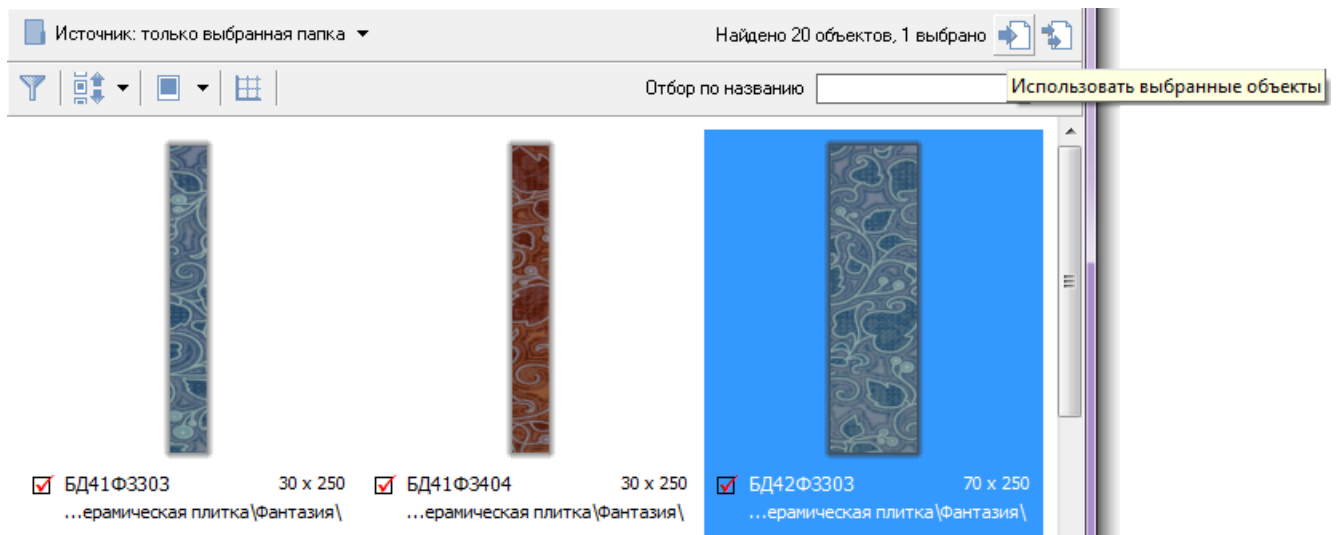 Источник: только выбранная папка
Найдено 20 объектов, 1 выбрано
Отбор по названию
Использовать выбранные объекты
БД41Ф3303 30 x 250
...ерамическая плитка\Фантазия\
БД41Ф3404 30 x 250
...ерамическая плитка\Фантазия\
БД42Ф3303 70 x 250
...ерамическая плитка\Фантазия\